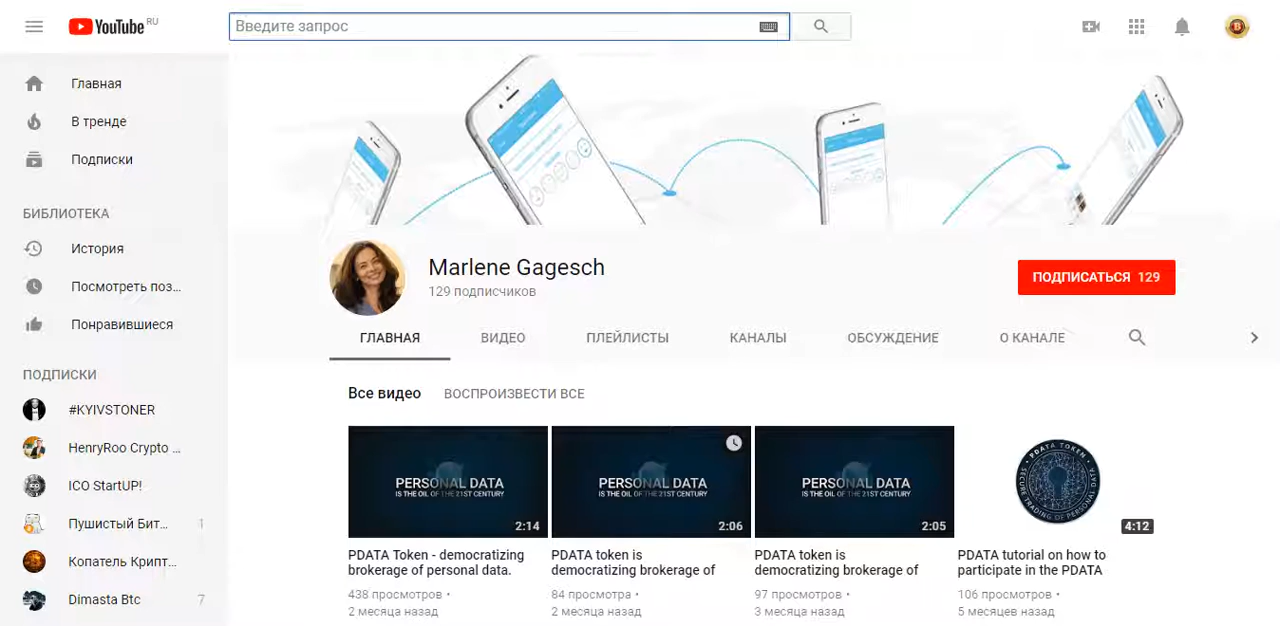 YouTube RU
Введите запрос
Главная
В тренде
Подписки
БИБЛИОТЕКА
История
Посмотреть поз...
Понравившиеся
ПОДПИСКИ
#KYIVSTONER
HenryRoo Crypto ...
ICO StartUP!
Пушистый Бит... 1
Копатель Крипт...
Dimasta Btc 7
Marlene Gagesch
129 подписчиков
ПОДПИСАТЬСЯ 129
ГЛАВНАЯ ВИДЕО ПЛЕЙЛИСТЫ КАНАЛЫ ОБСУЖДЕНИЕ О КАНАЛЕ
Все видео ВОСПРОИЗВЕСТИ ВСЕ
PERSONAL DATA
IS THE OIL OF THE 21ST CENTURY
2:14
PDATA Token - democratizing
brokerage of personal data.
438 просмотров •
2 месяца назад
PERSONAL DATA
IS THE OIL OF THE 21ST CENTURY
2:06
PDATA token is
democratizing brokerage of
84 просмотра •
2 месяца назад
PERSONAL DATA
IS THE OIL OF THE 21ST CENTURY
2:05
PDATA token is
democratizing brokerage of
97 просмотров •
3 месяца назад
PDATA TOKEN
SECURE TRADING OF PERSONAL DATA
4:12
PDATA tutorial on how to
participate in the PDATA
106 просмотров •
5 месяцев назад